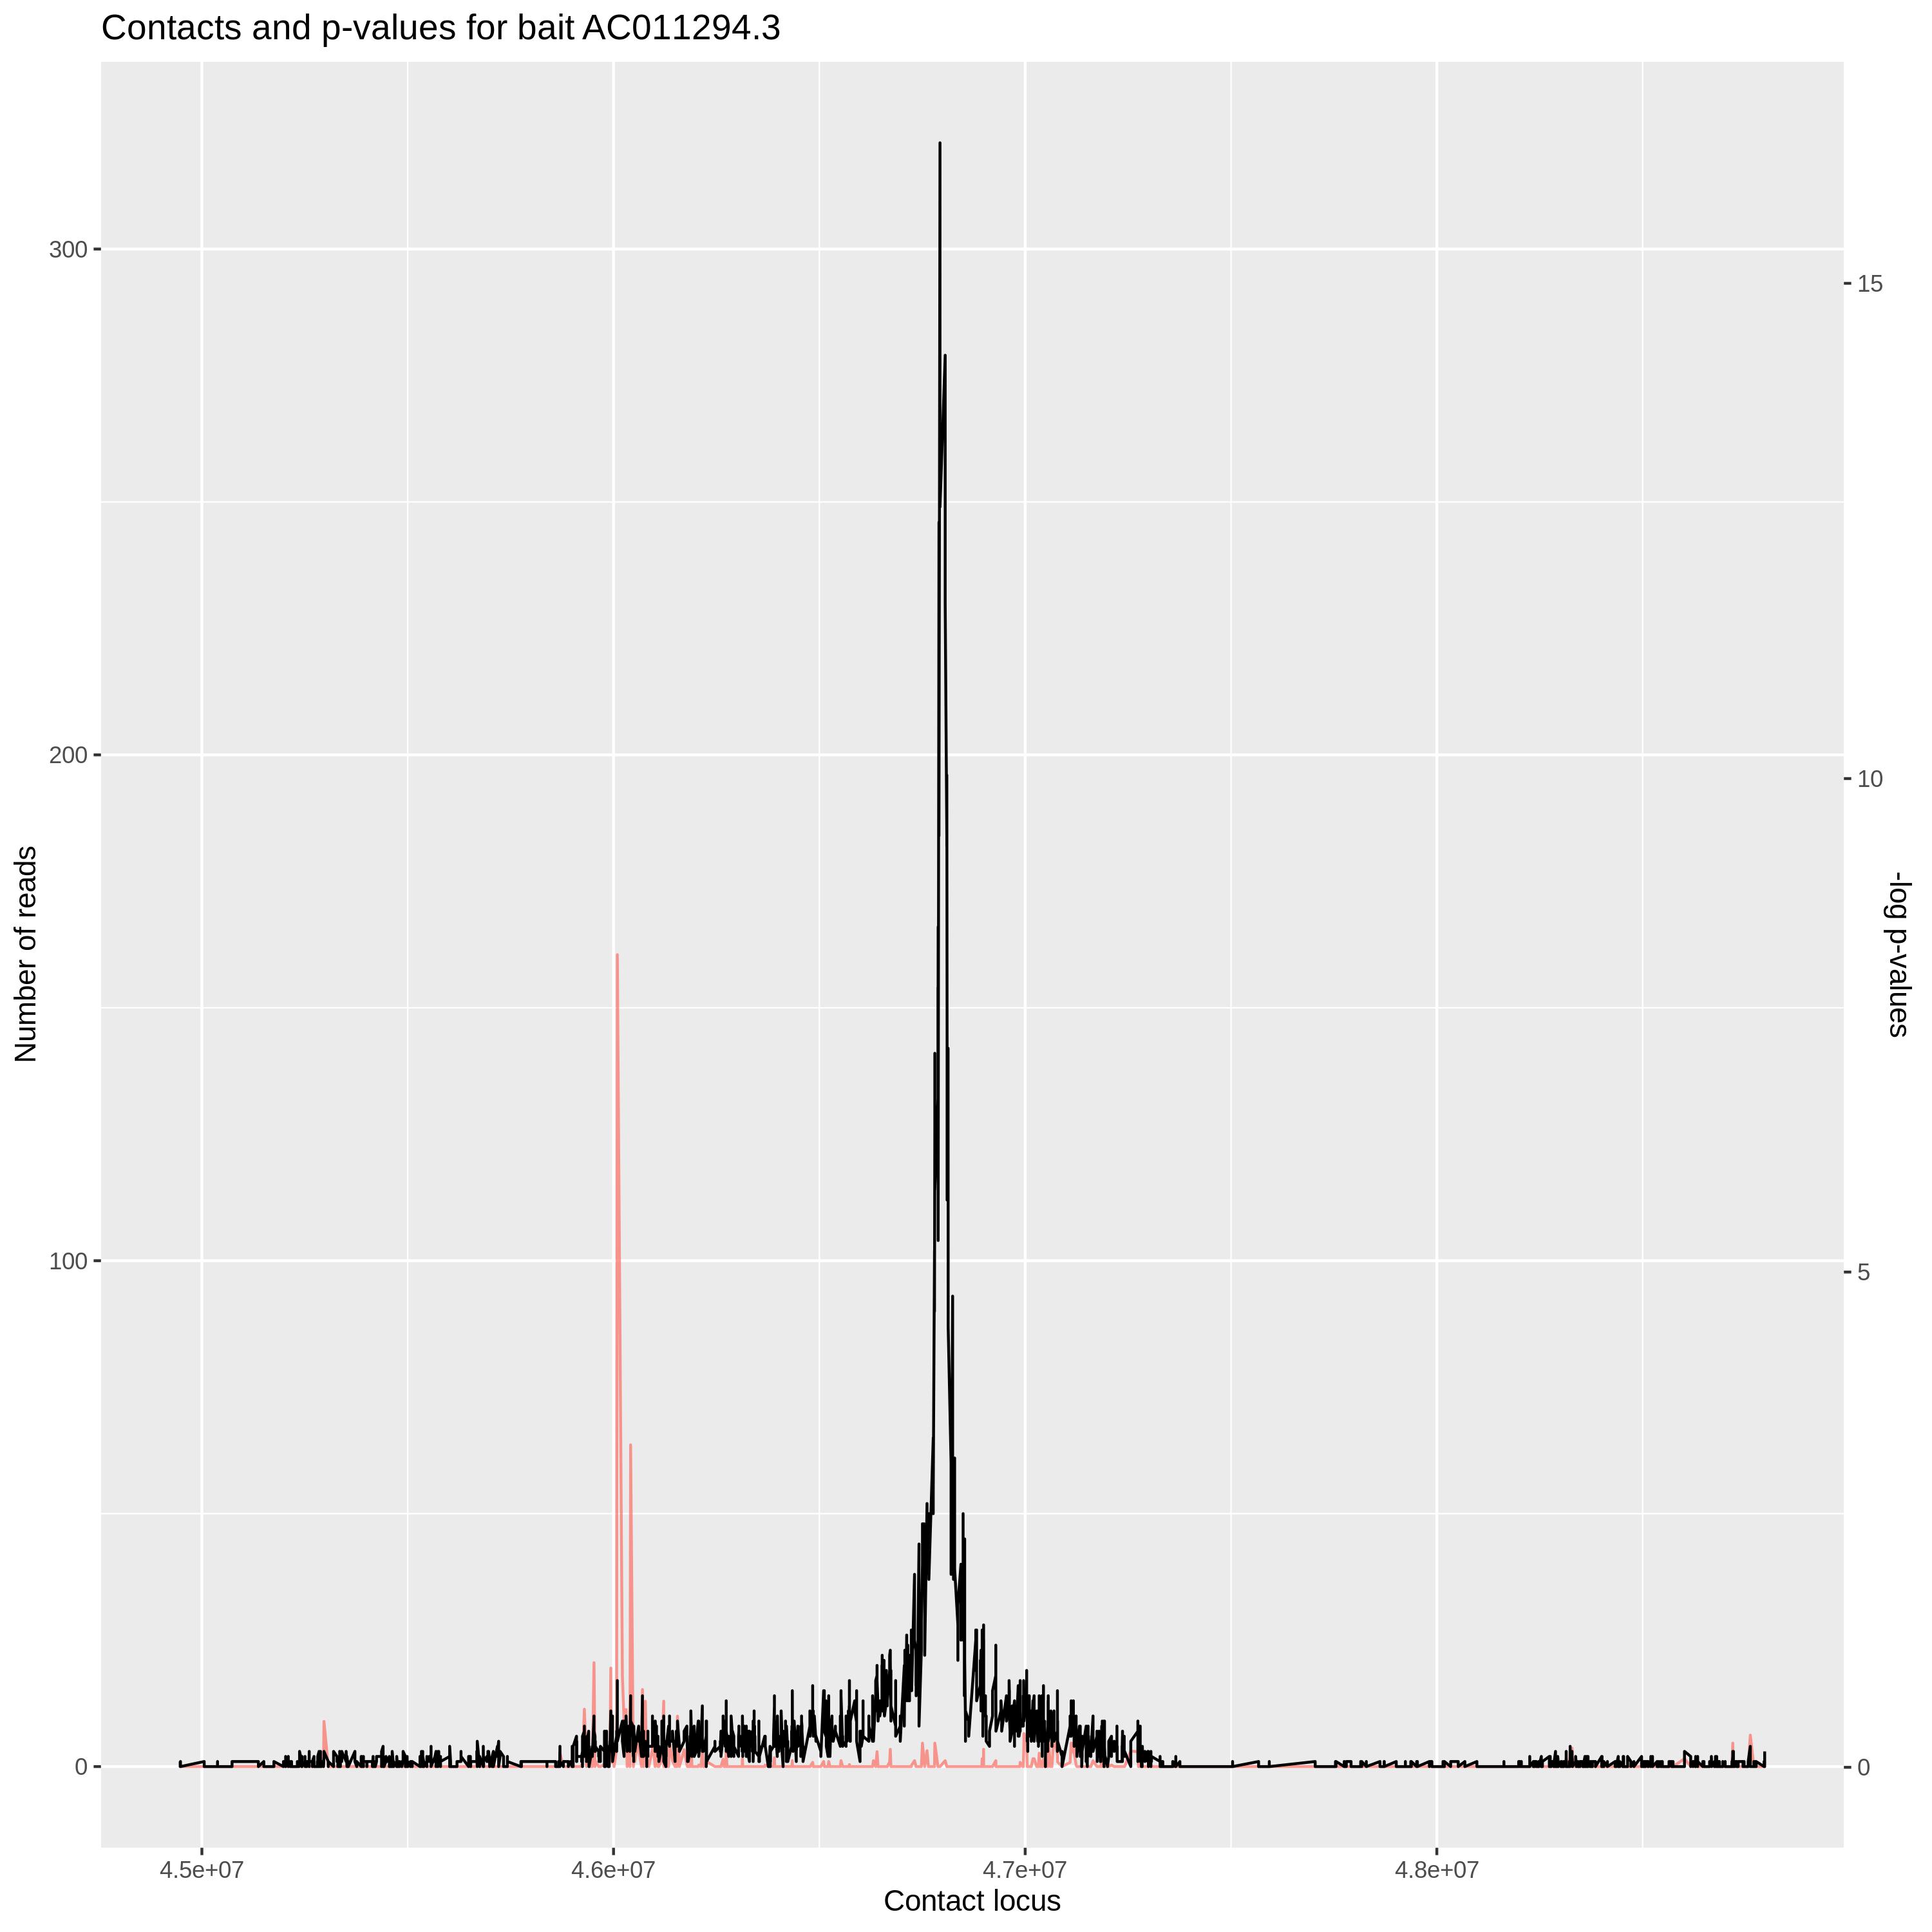 Contacts and p-values for bait AC011294.3
Number of reads
300
200
100
0
15
10
5
0
-log p-values
4.5e+07
4.6e+07
4.7e+07
4.8e+07
Contact locus